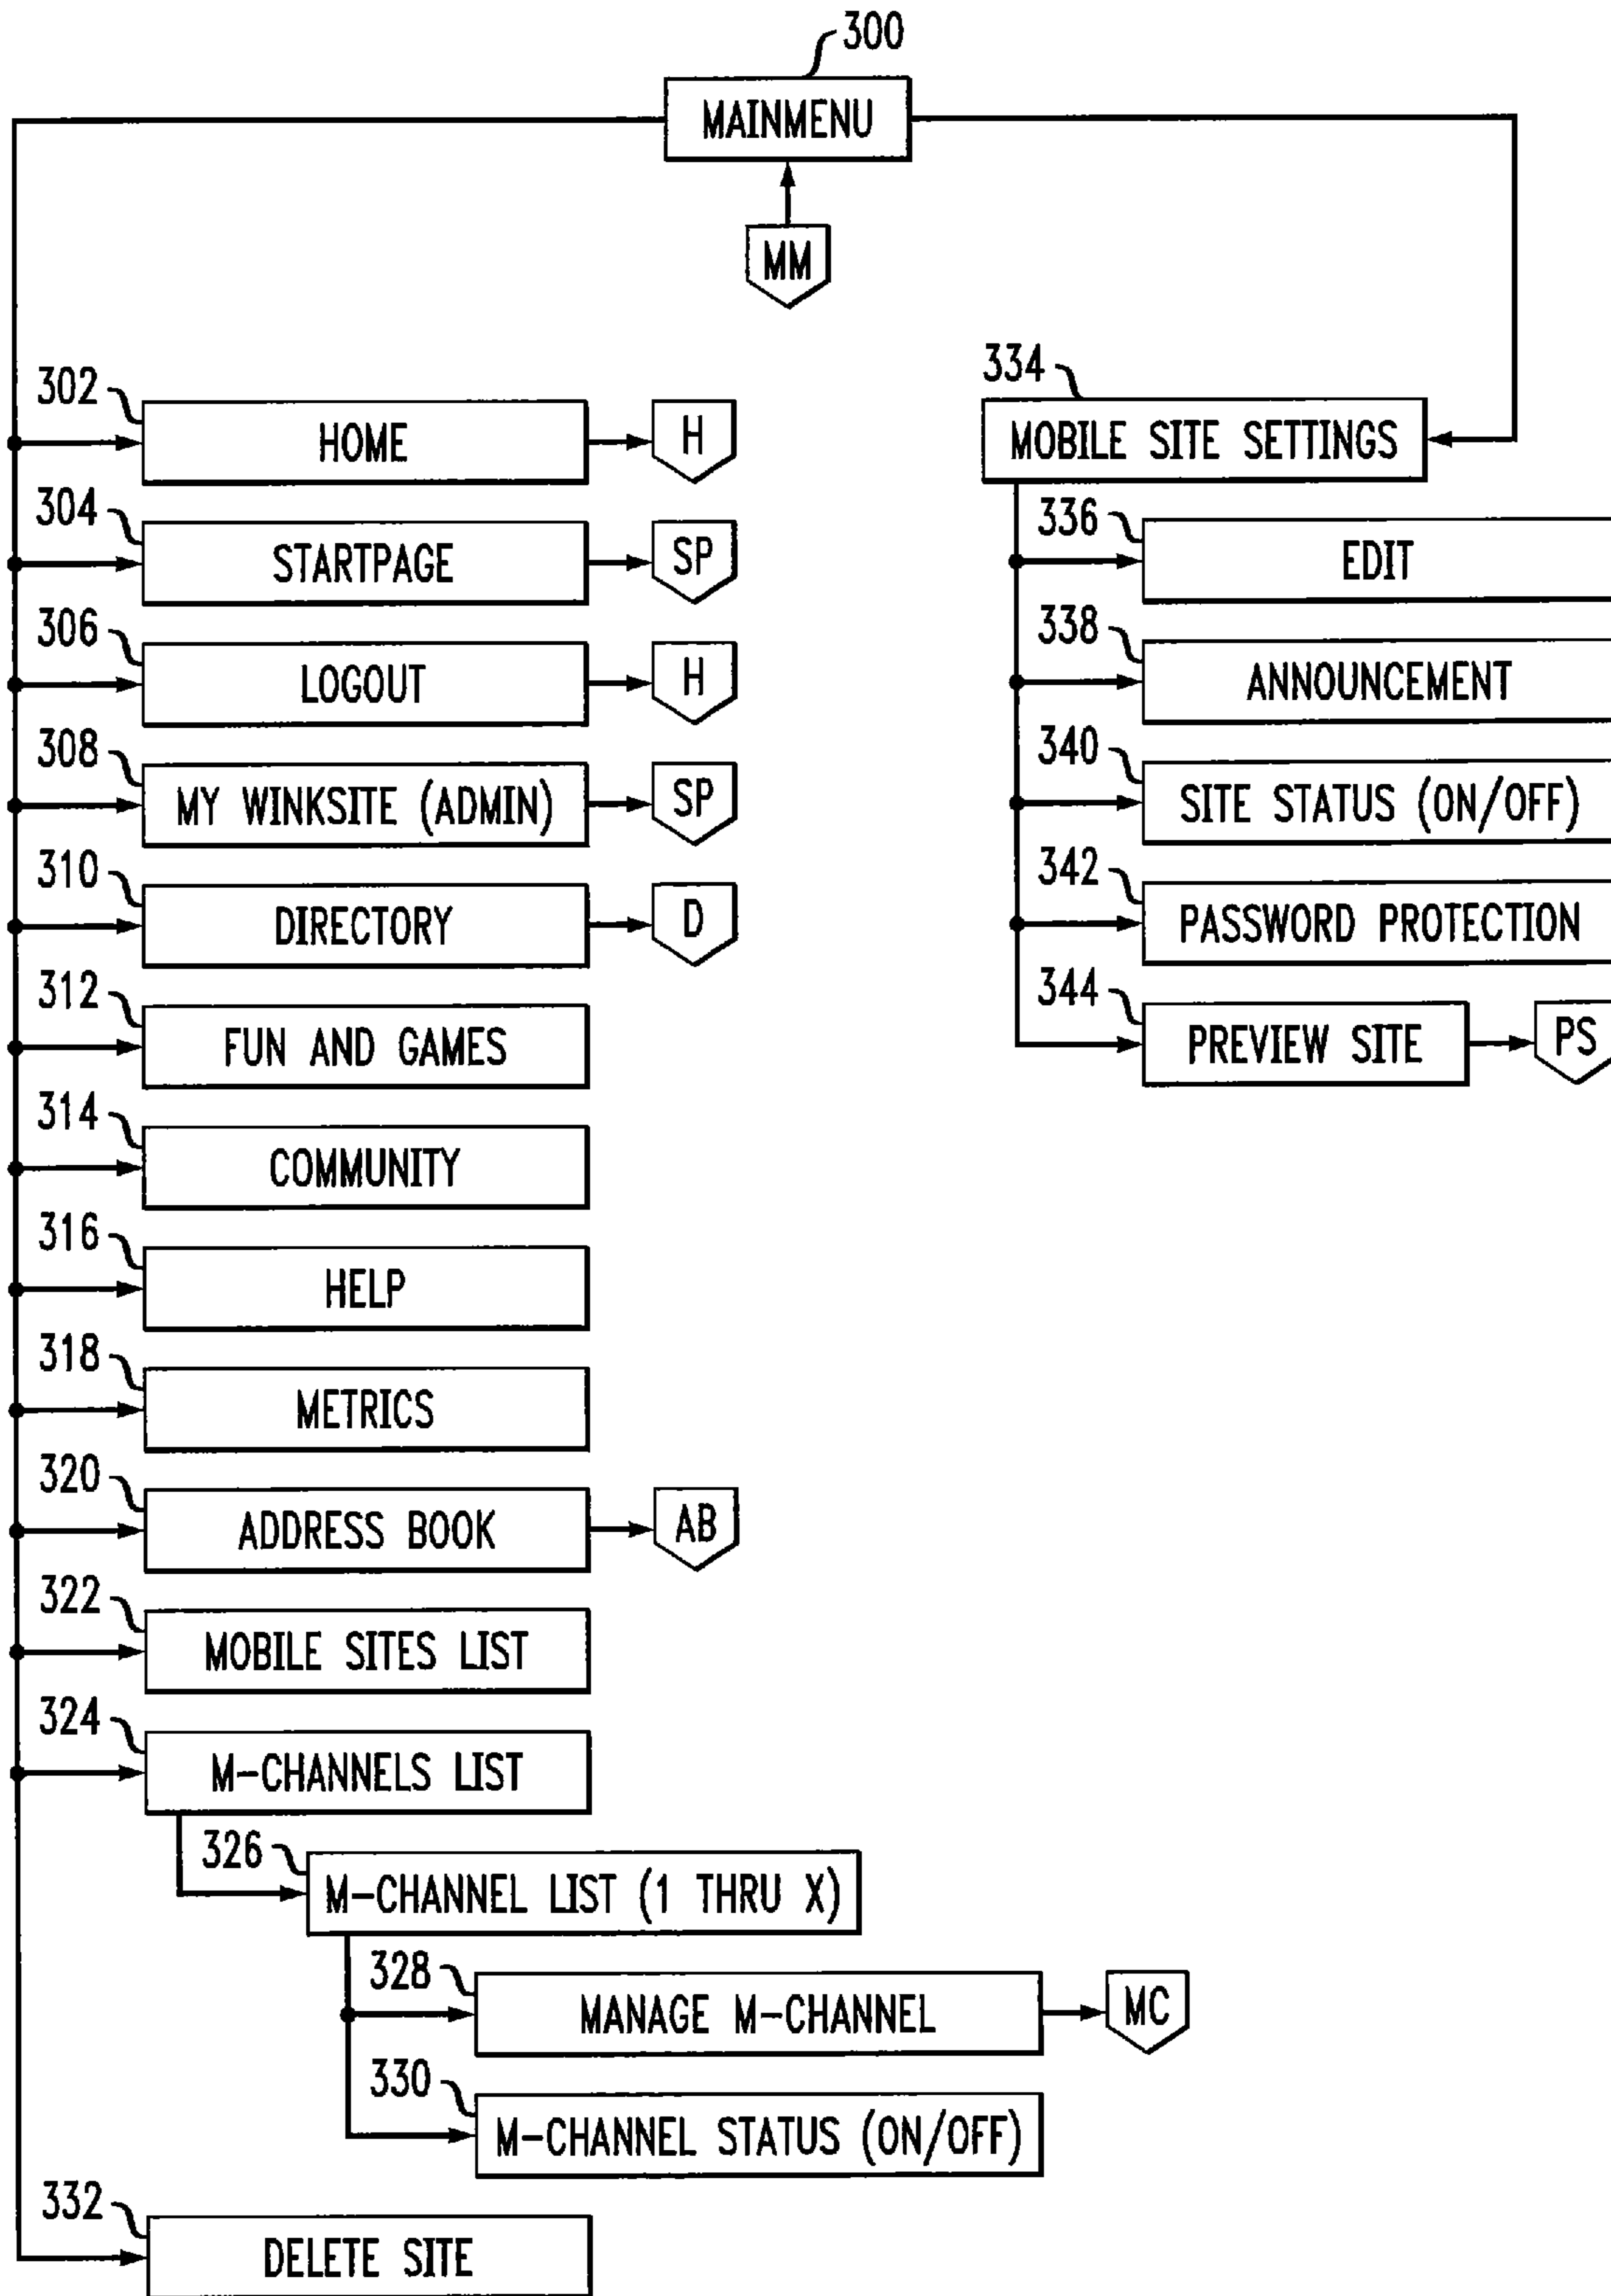 300
MAINMENU
MM
302
HOME
H
304
STARTPAGE
SP
306
LOGOUT
H
308
MY WINKSITE (ADMIN)
SP
310
DIRECTORY
D
312
FUN AND GAMES
314
COMMUNITY
316
HELP
318
METRICS
320
ADDRESS BOOK
AB
322
MOBILE SITES LIST
324
M-CHANNELS LIST
326
M-CHANNEL LIST (1 THRU X)
328
MANAGE M-CHANNEL
MC
330
M-CHANNEL STATUS (ON/OFF)
332
DELETE SITE
334
MOBILE SITE SETTINGS
336
EDIT
338
ANNOUNCEMENT
340
SITE STATUS (ON/OFF)
342
PASSWORD PROTECTION
344
PREVIEW SITE
PS